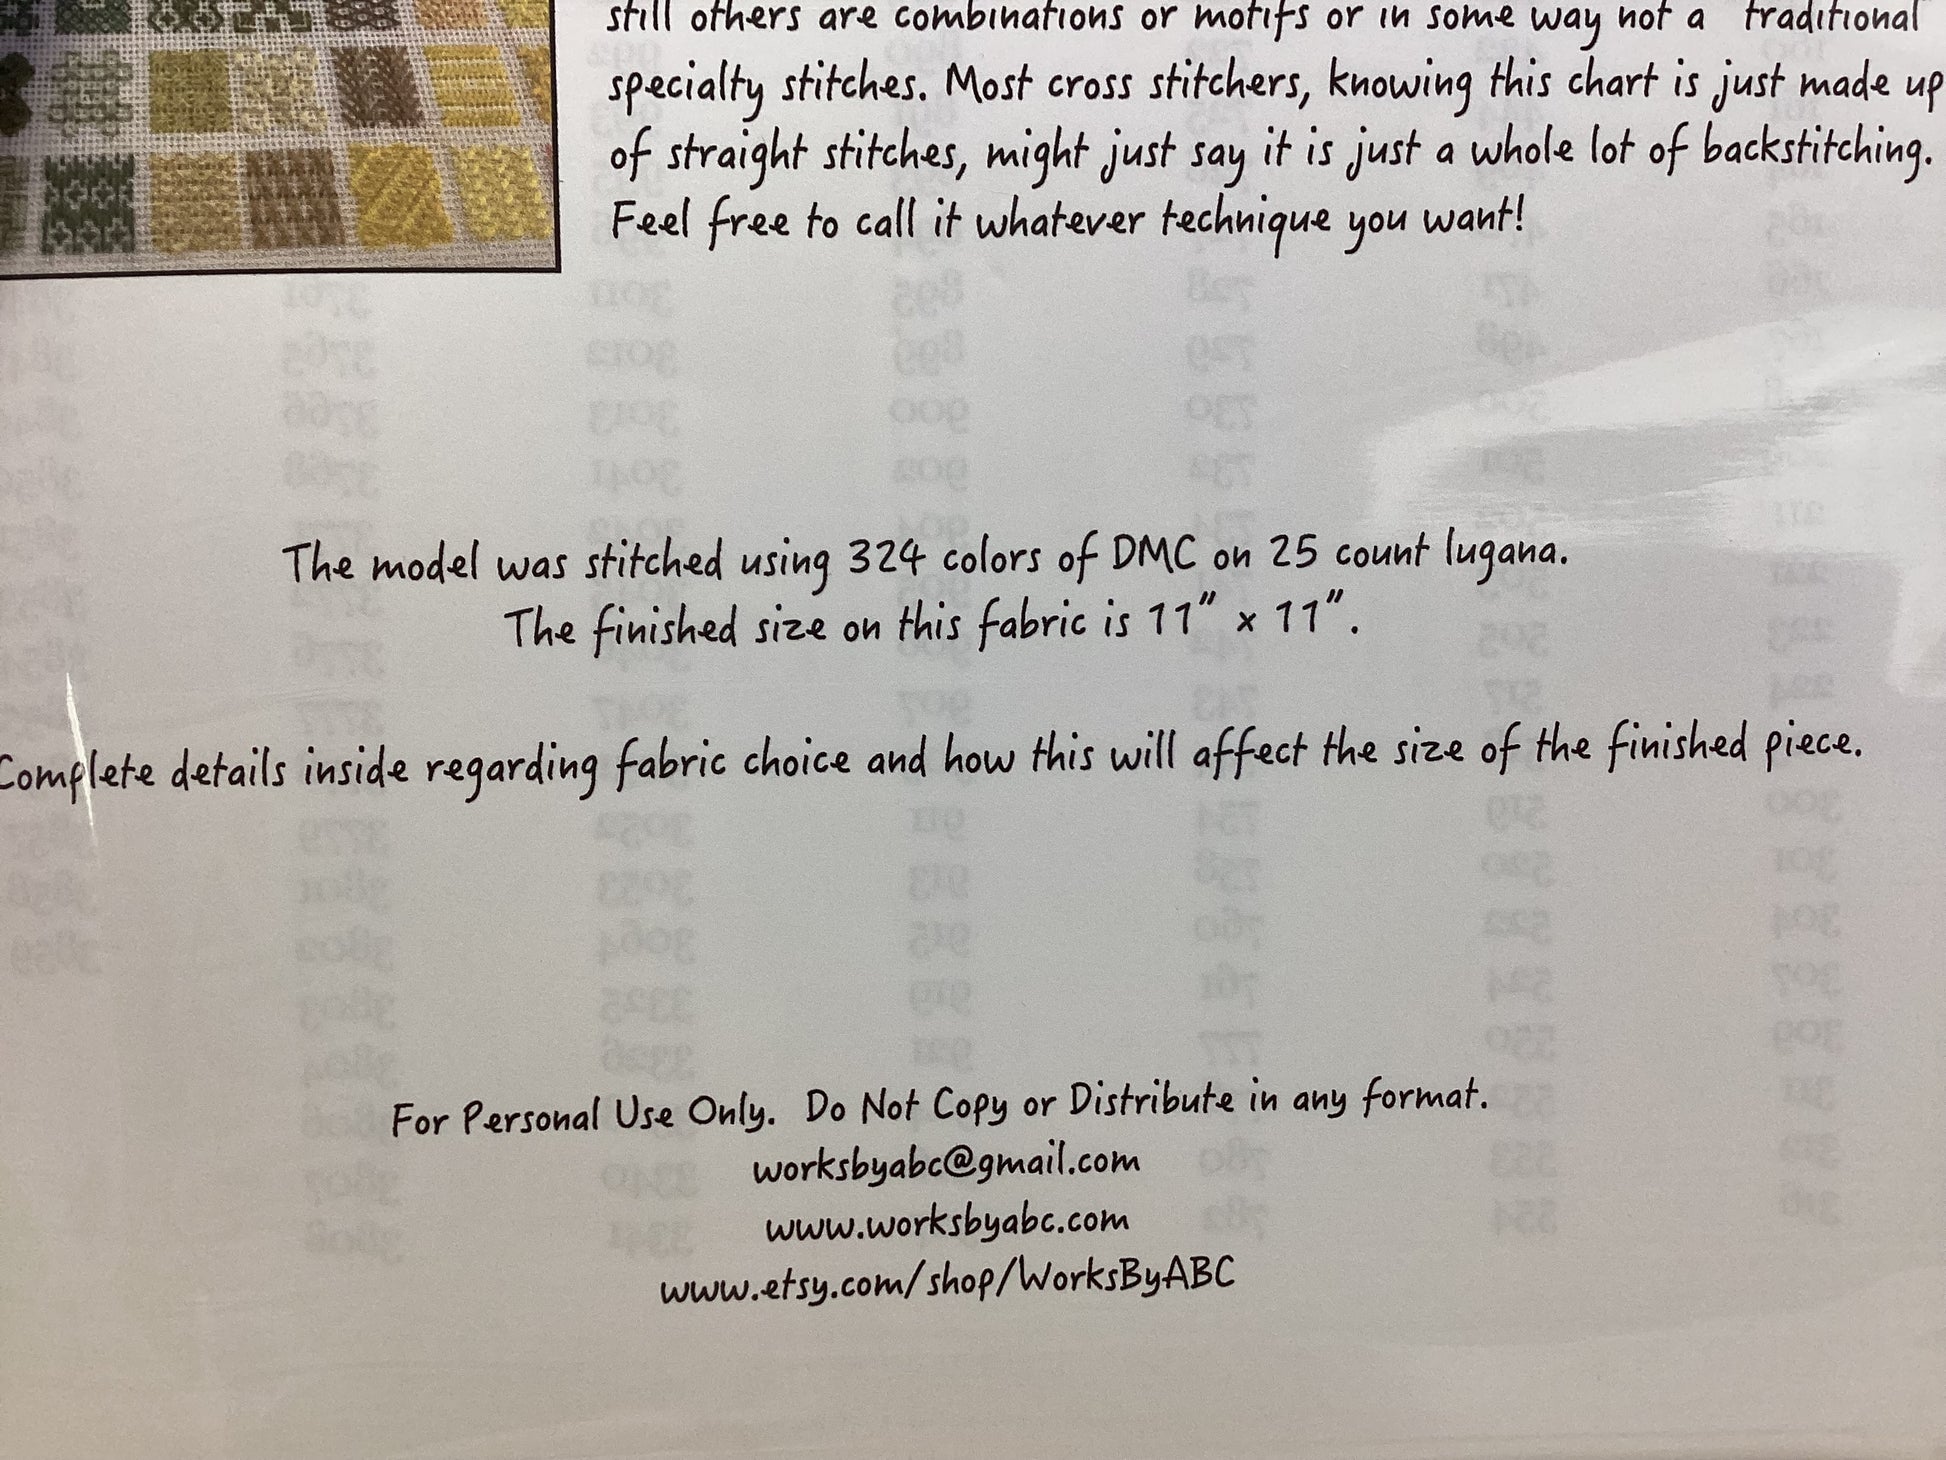 still others are combinations or motifs or in some way not a "traditional
specialty stitches. Most cross stitchers, knowing this chart is just made up
of straight stitches, might just say it is just a whole lot of backstitching.
Feel free to call it whatever technique you want!
The model was stitched using 324 colors of DMC on 25 count lugana.
The finished size on this fabric is 11" x 11".
Complete details inside regarding fabric choice and how this will affect the size of the finished piece.
For Personal Use Only. Do Not Copy or Distribute in any format.
worksbyabc@gmail.com
www.worksbyabc.com
www.etsy.com/shop/WorksByABC